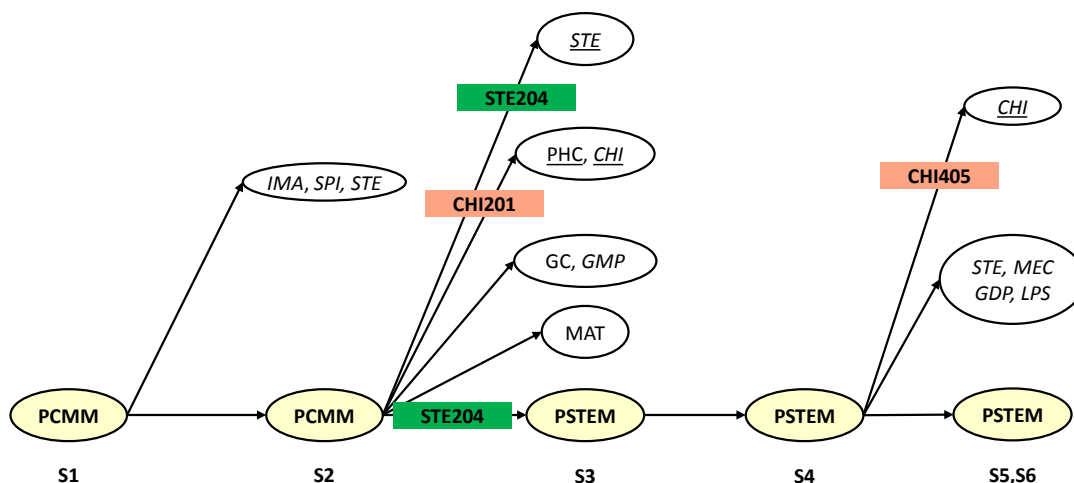 STE
STE204
CHI
PHC, CHI
CHI405
IMA, SPI, STE
CHI201
GC, GMP
STE, MEC
GDP, LPS
MAT
PCMM
PCMM
STE204
PSTEM
PSTEM
PSTEM
S1
S2
S3
S4
S5,S6